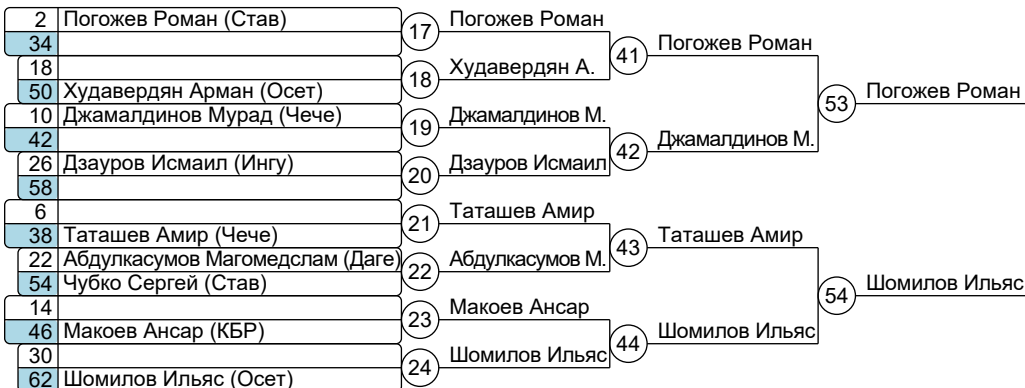 2 Погожев Роман (Став)
34
18
50 Худавердян Арман (Осет)
10 Джамалдинов Мурад (Чече)
42
26 Дзауров Исмаил (Ингу)
58
6
38 Таташев Амир (Чече)
22 Абдулкасумов Магомедслам (Даге)
54 Чубко Сергей (Став)
14
46 Макоев Ансар (КБР)
30
62 Шомилов Ильяс (Осет)
17 Погожев Роман
18 Худавердян А.
19 Джамалдинов М.
20 Дзауров Исмаил
21 Таташев Амир
22 Абдулкасумов М.
23 Макоев Ансар
24 Шомилов Ильяс
41 Погожев Роман
42 Джамалдинов М.
43 Таташев Амир
44 Шомилов Ильяс
53 Погожев Роман
54 Шомилов Ильяс